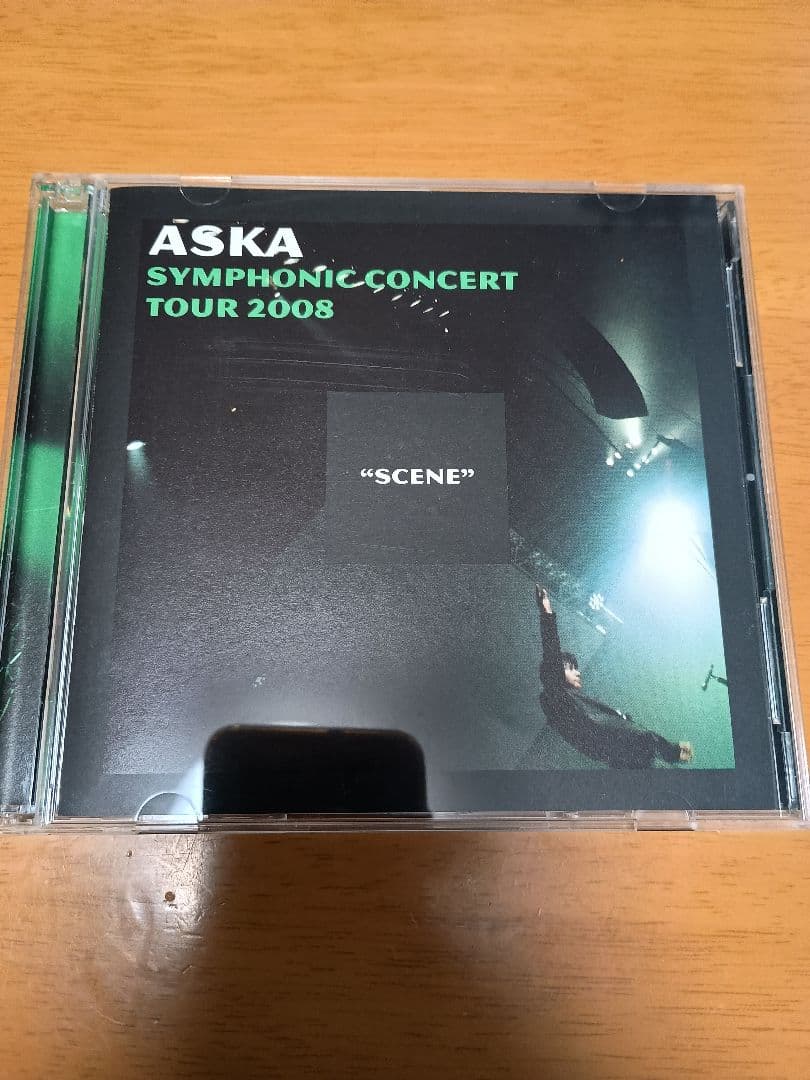 ASKA
SYMPHONIC CONCERT
TOUR 2008
“SCENE”